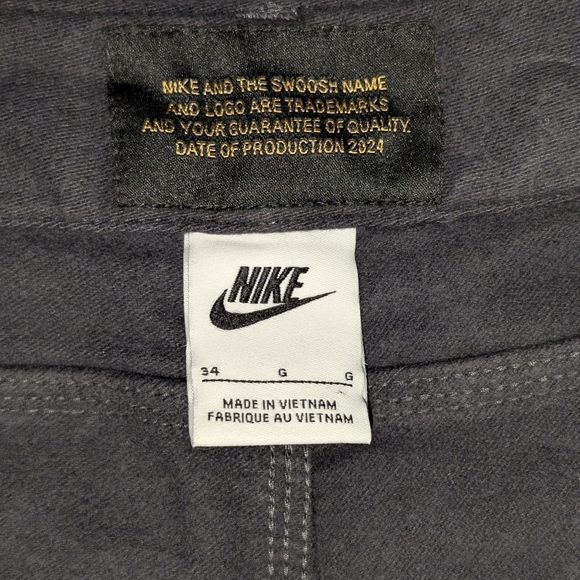 NIKE AND THE SWOOSH NAME
AND LOGO ARE TRADEMARKS
AND YOUR GUARANTEE OF QUALITY.
DATE OF PRODUCTION 2024
NIKE
34 G G
MADE IN VIETNAM
FABRIQUE AU VIETNAM